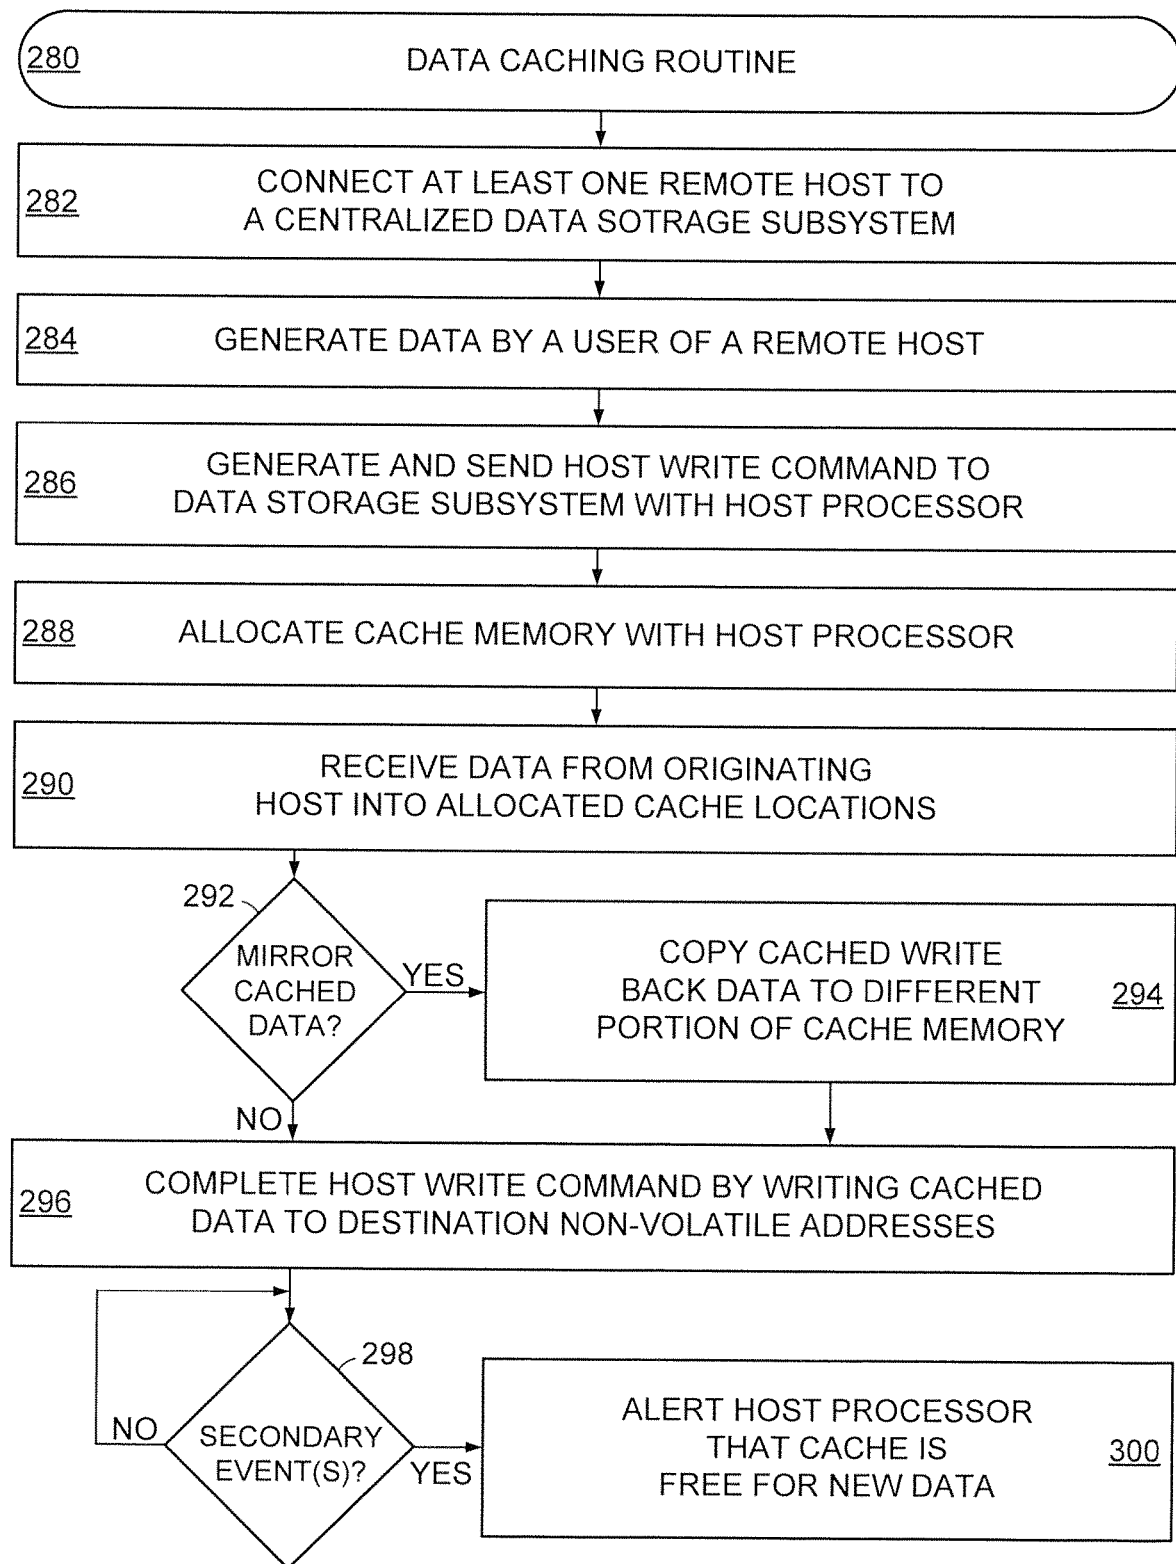 280 DATA CACHING ROUTINE
282 CONNECT AT LEAST ONE REMOTE HOST TO
A CENTRALIZED DATA SOTRAGE SUBSYSTEM
284 GENERATE DATA BY A USER OF A REMOTE HOST
286 GENERATE AND SEND HOST WRITE COMMAND TO
DATA STORAGE SUBSYSTEM WITH HOST PROCESSOR
288 ALLOCATE CACHE MEMORY WITH HOST PROCESSOR
290 RECEIVE DATA FROM ORIGINATING
HOST INTO ALLOCATED CACHE LOCATIONS
292
MIRROR
CACHED
DATA?
YES
NO
COPY CACHED WRITE
BACK DATA TO DIFFERENT
PORTION OF CACHE MEMORY
294
296 COMPLETE HOST WRITE COMMAND BY WRITING CACHED
DATA TO DESTINATION NON-VOLATILE ADDRESSES
298
NO
SECONDARY
EVENT(S)?
YES
ALERT HOST PROCESSOR
THAT CACHE IS
FREE FOR NEW DATA
300